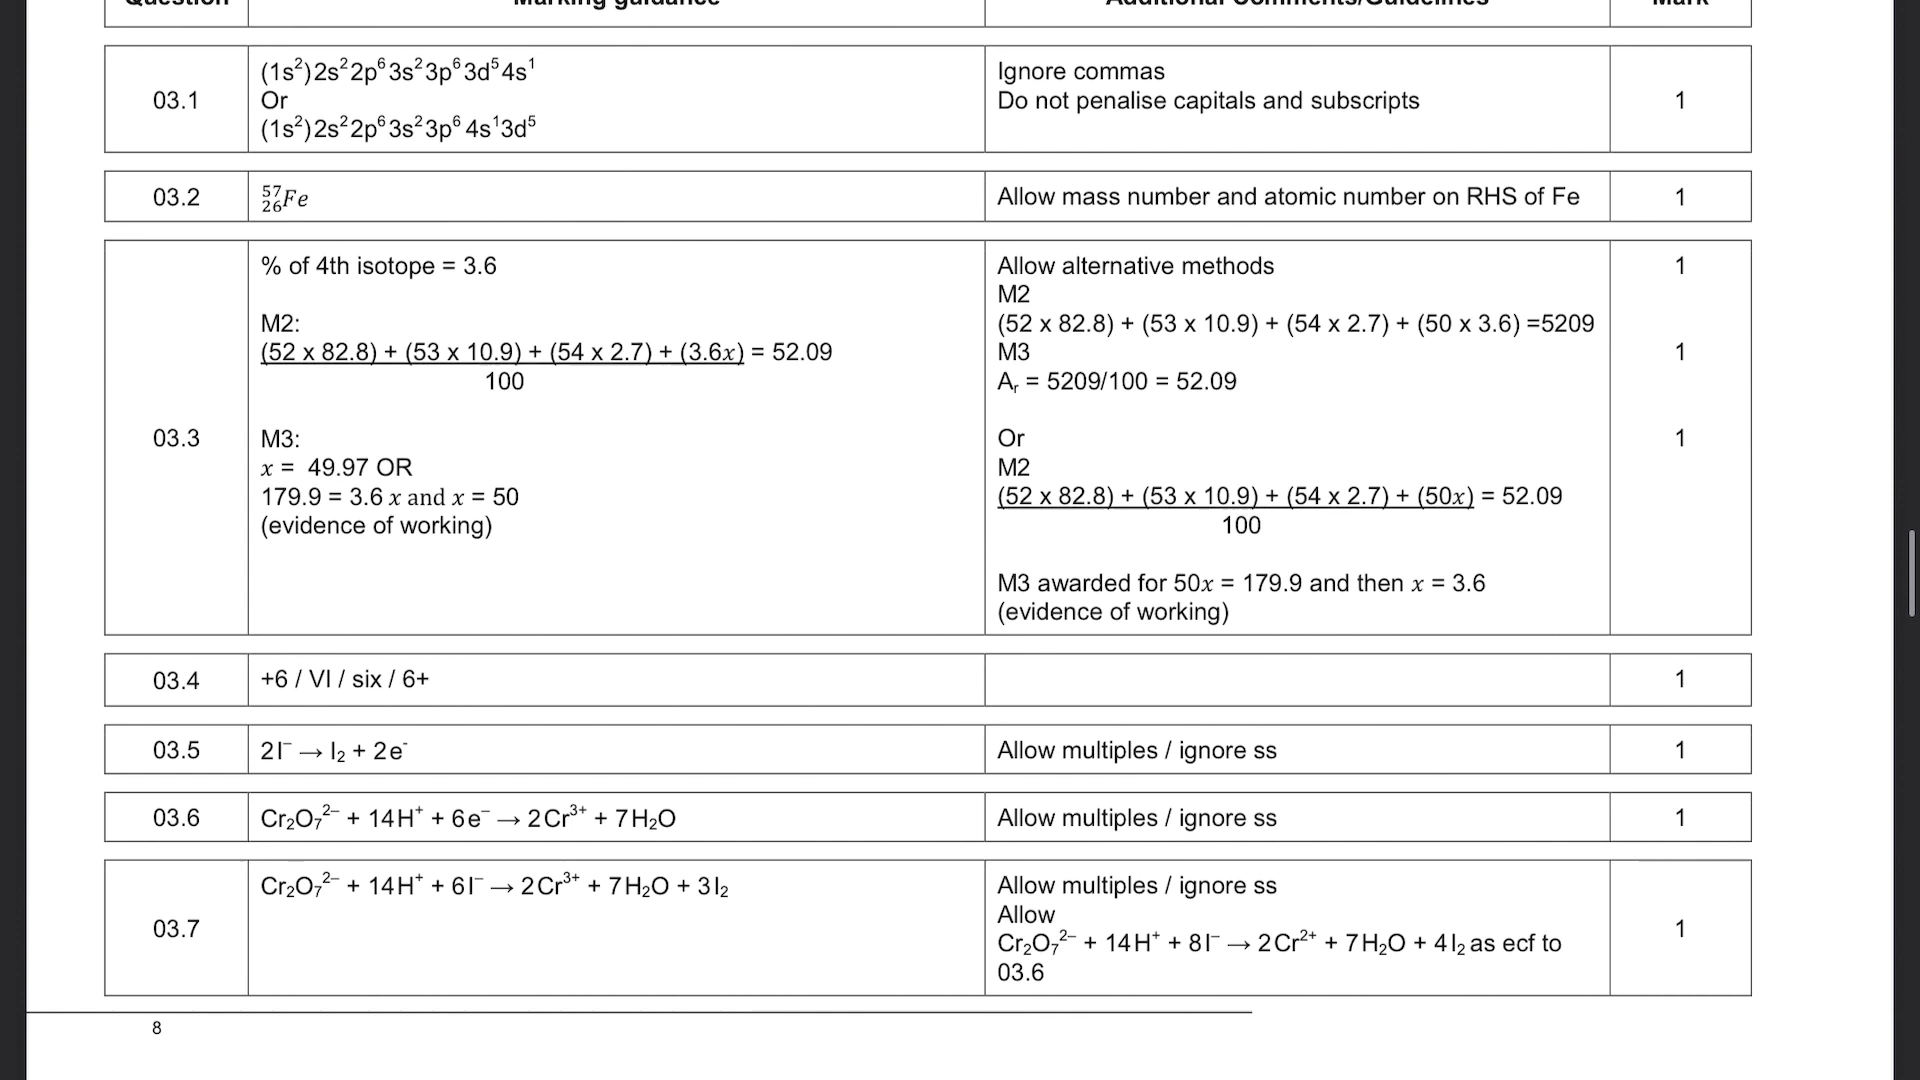 Question Marking guidance Additional Comments/Guidelines Mark
03.1
(1s²)2s²2p⁶3s²3p⁶3d⁵4s¹
Or
(1s²)2s²2p⁶3s²3p⁶4s¹3d⁵
Ignore commas
Do not penalise capitals and subscripts
1
03.2
⁵⁷₂₆Fe
Allow mass number and atomic number on RHS of Fe
1
03.3
% of 4th isotope = 3.6
M2:
(52 x 82.8) + (53 x 10.9) + (54 x 2.7) + (3.6x) = 52.09
100
M3:
x = 49.97 OR
179.9 = 3.6 x and x = 50
(evidence of working)
Allow alternative methods
M2
(52 x 82.8) + (53 x 10.9) + (54 x 2.7) + (50 x 3.6) =5209
M3
Aᵣ = 5209/100 = 52.09
Or
M2
(52 x 82.8) + (53 x 10.9) + (54 x 2.7) + (50x) = 52.09
100
M3 awarded for 50x = 179.9 and then x = 3.6
(evidence of working)
1
1
1
03.4
+6 / VI / six / 6+
1
03.5
2I⁻ → I₂ + 2e⁻
Allow multiples / ignore ss
1
03.6
Cr₂O₇²⁻ + 14H⁺ + 6e⁻ → 2Cr³⁺ + 7H₂O
Allow multiples / ignore ss
1
03.7
Cr₂O₇²⁻ + 14H⁺ + 6I⁻ → 2Cr³⁺ + 7H₂O + 3I₂
Allow multiples / ignore ss
Allow
Cr₂O₇²⁻ + 14H⁺ + 8I⁻ → 2Cr²⁺ + 7H₂O + 4I₂ as ecf to
03.6
1
8